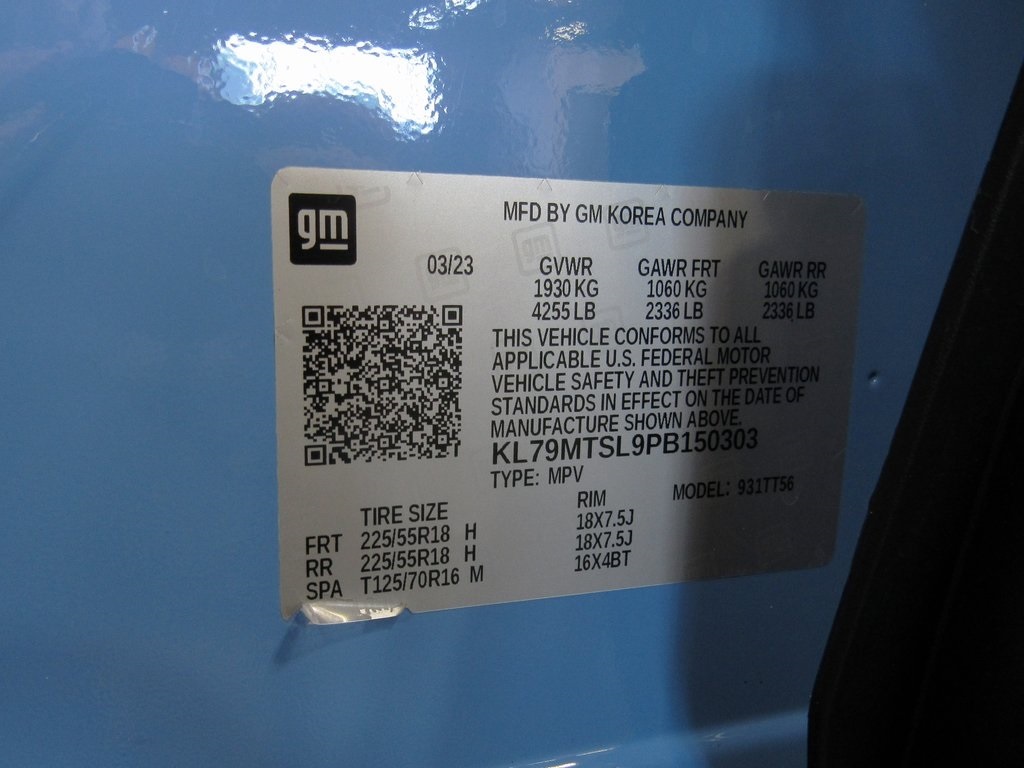 gm
MFD BY GM KOREA COMPANY
03/23 GVWR GAWR FRT GAWR RR
1930 KG 1060 KG 1060 KG
4255 LB 2336 LB 2336 LB
THIS VEHICLE CONFORMS TO ALL
APPLICABLE U.S. FEDERAL MOTOR
VEHICLE SAFETY AND THEFT PREVENTION
STANDARDS IN EFFECT ON THE DATE OF
MANUFACTURE SHOWN ABOVE.
KL79MTSL9PB150303
TYPE: MPV MODEL: 931TT56
TIRE SIZE RIM
FRT 225/55R18 H 18X7.5J
RR 225/55R18 H 18X7.5J
SPA T125/70R16 M 16X4BT